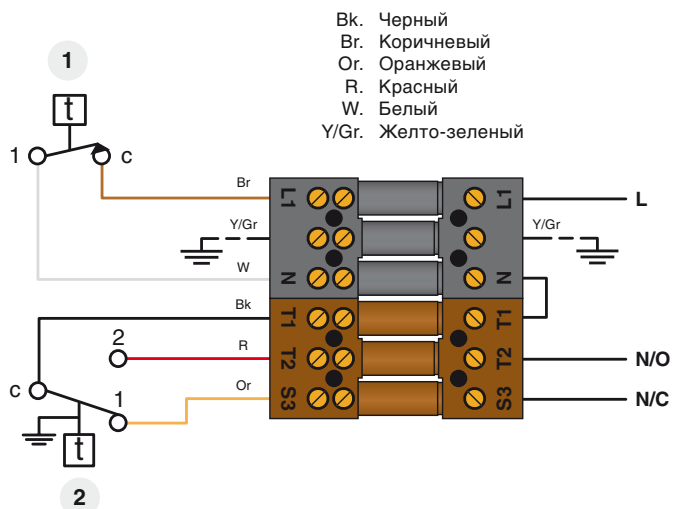 Bk. Черный
Br. Коричневый
Or. Оранжевый
R. Красный
W. Белый
Y/Gr. Желто-зеленый
1
t
1 c
Br L1 L1 L
Y/Gr Y/Gr
W N N
Bk T1 T1
2 R T2 T2 N/O
c 1 Or S3 S3 N/C
t
2